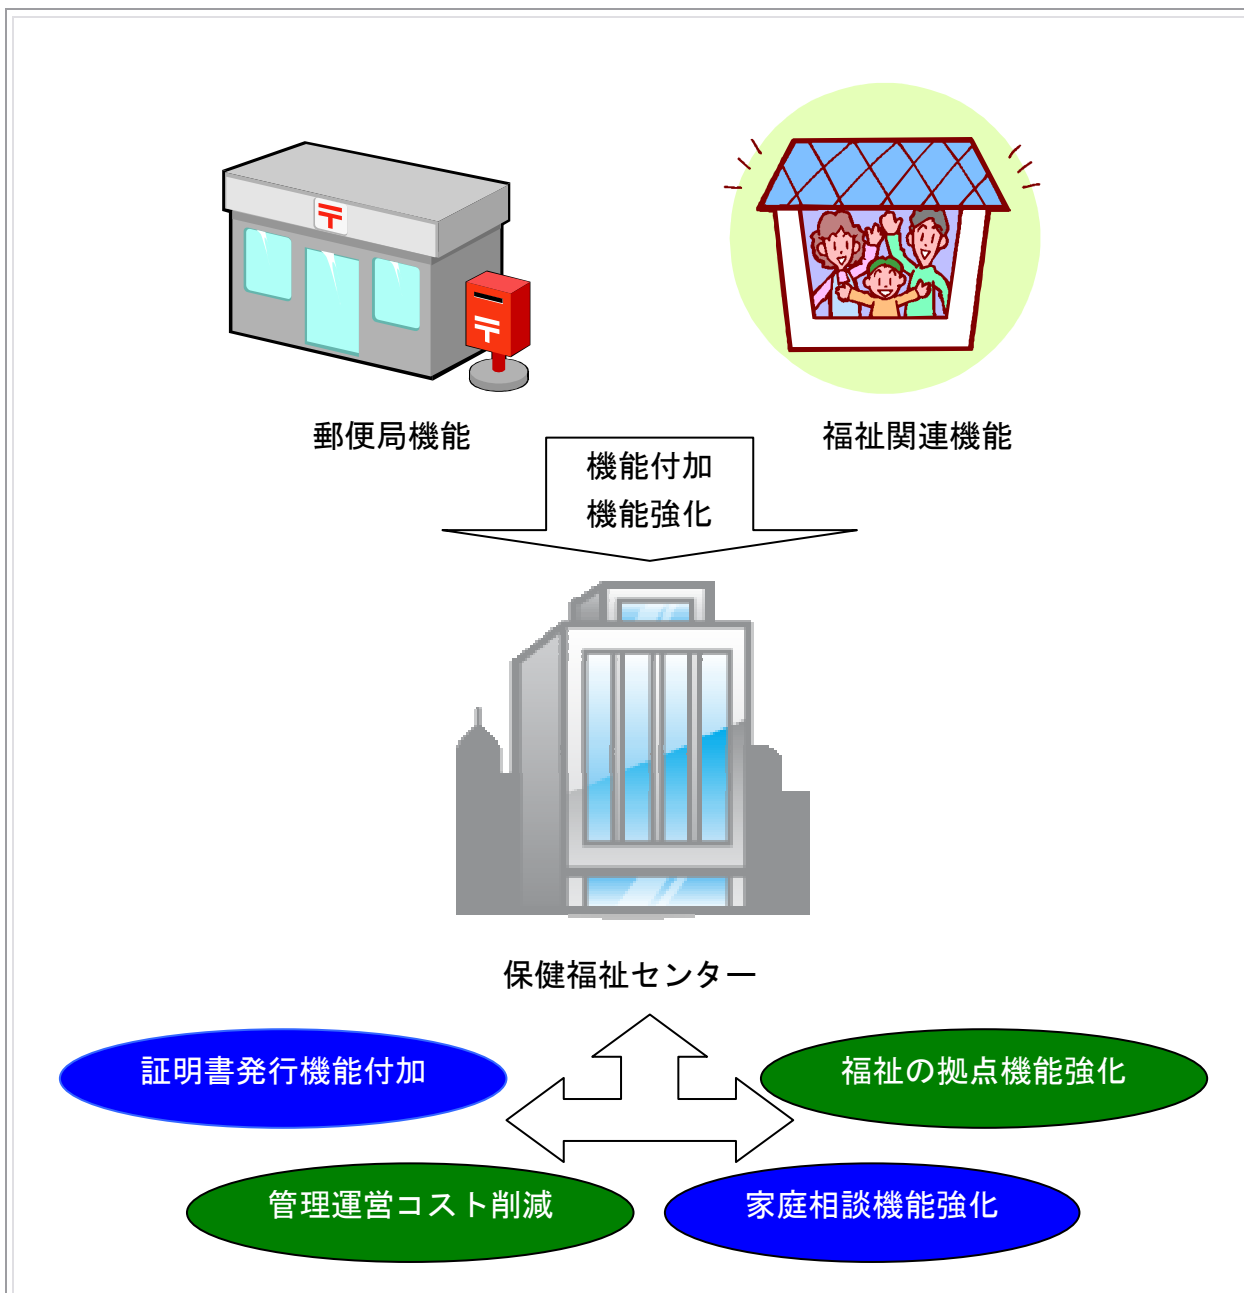 郵便局機能
福祉関連機能
機能付加
機能強化
保健福祉センター
証明書発行機能付加
福祉の拠点機能強化
管理運営コスト削減
家庭相談機能強化